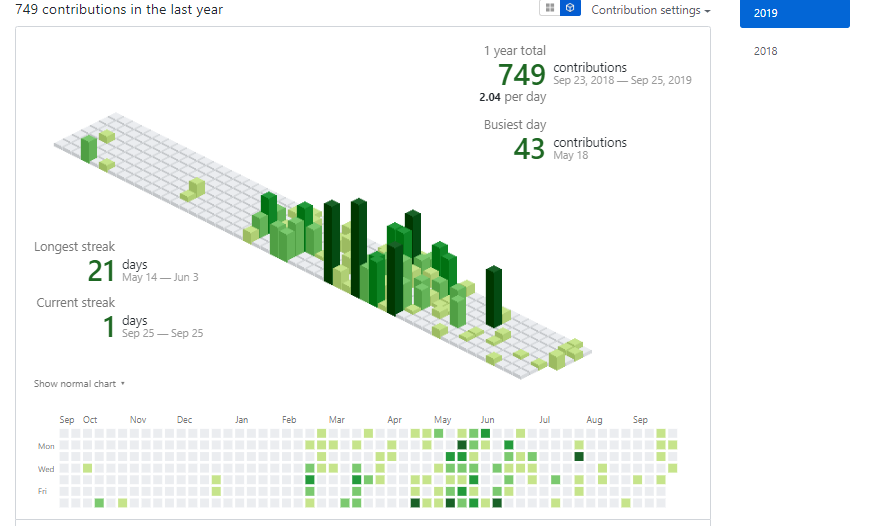 749 contributions in the last year
Contribution settings
2019
2018
1 year total
749 contributions
Sep 23, 2018 — Sep 25, 2019
2.04 per day
Busiest day
43 contributions
May 18
Longest streak
21 days
May 14 — Jun 3
Current streak
1 days
Sep 25 — Sep 25
Show normal chart
Sep Oct Nov Dec Jan Feb Mar Apr May Jun Jul Aug Sep
Mon
Wed
Fri